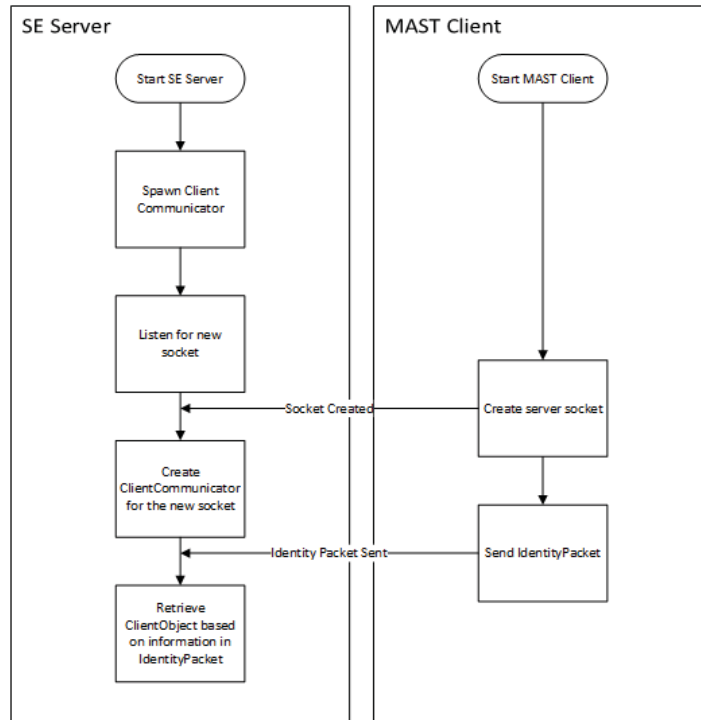 SE Server
MAST Client
Start SE Server
Start MAST Client
Spawn Client
Communicator
Listen for new
socket
Socket Created
Create server socket
Create
ClientCommunicator
for the new socket
Identity Packet Sent
Send IdentityPacket
Retrieve
ClientObject based
on information in
IdentityPacket